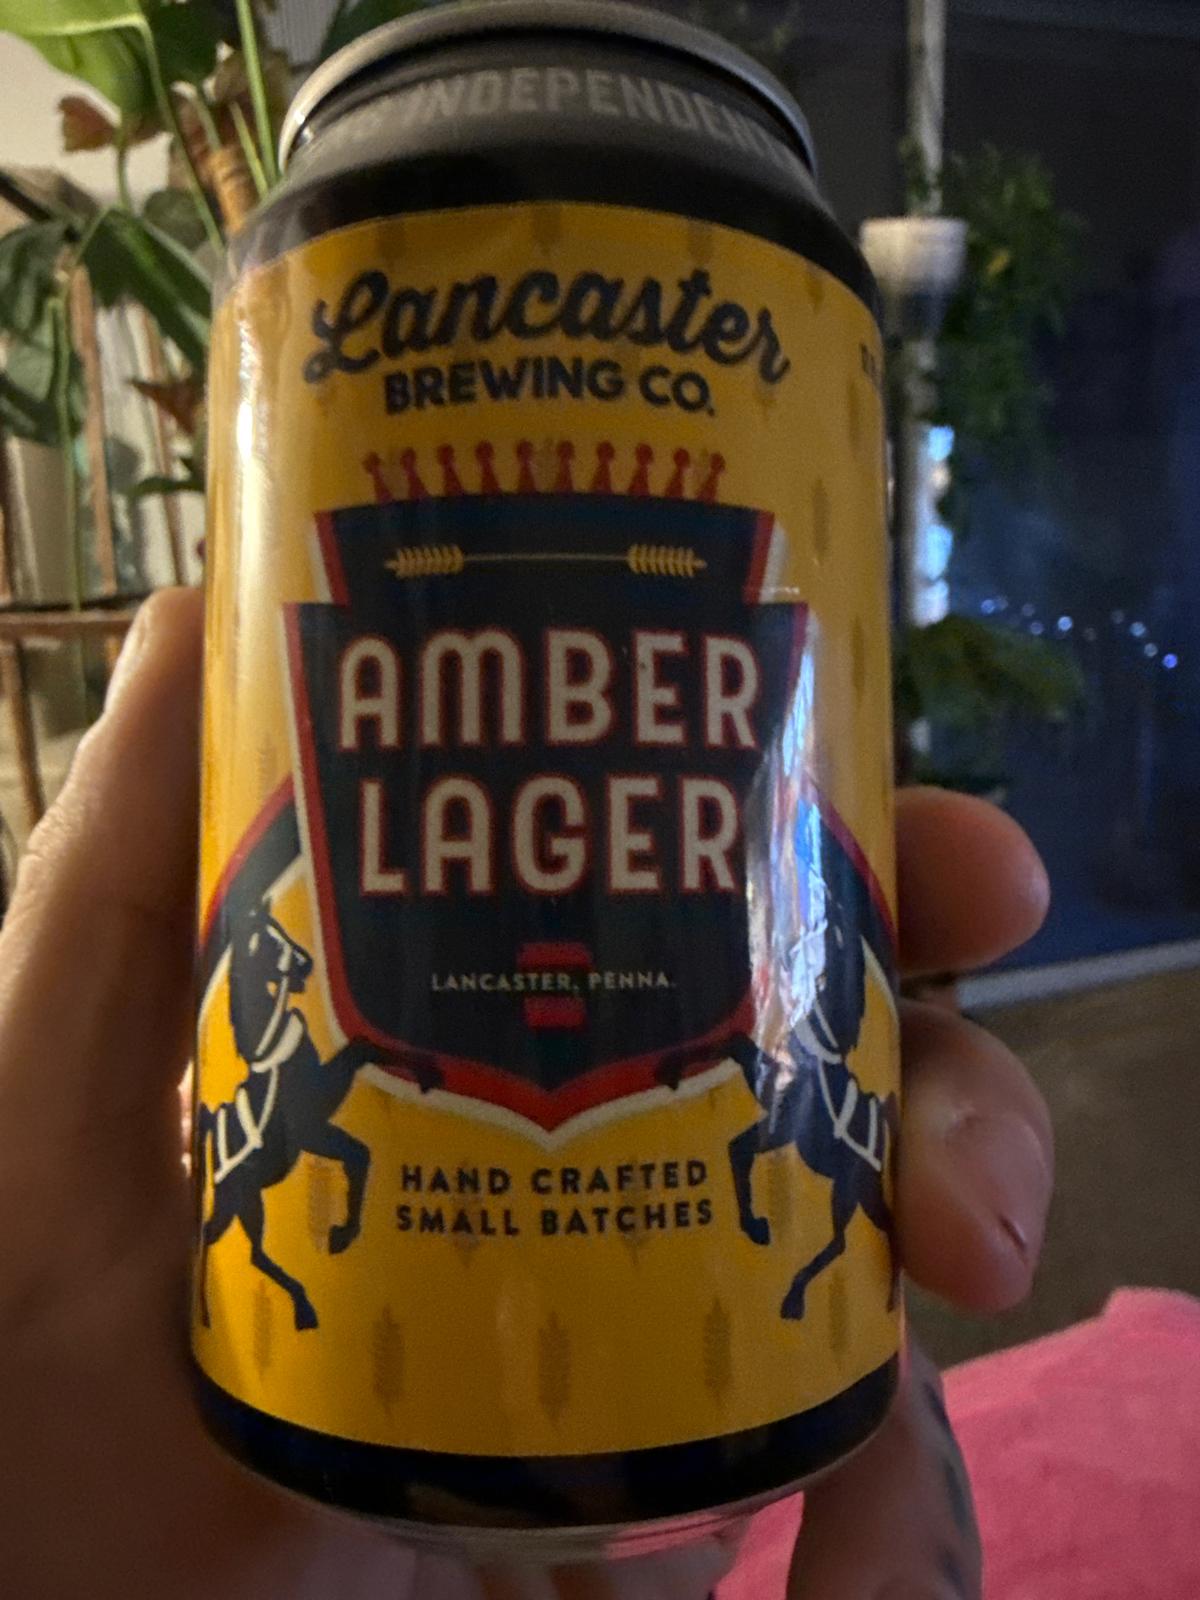 INDEPENDENT
Lancaster
BREWING CO.
AMBER
LAGER
LANCASTER, PENNA.
HAND CRAFTED
SMALL BATCHES